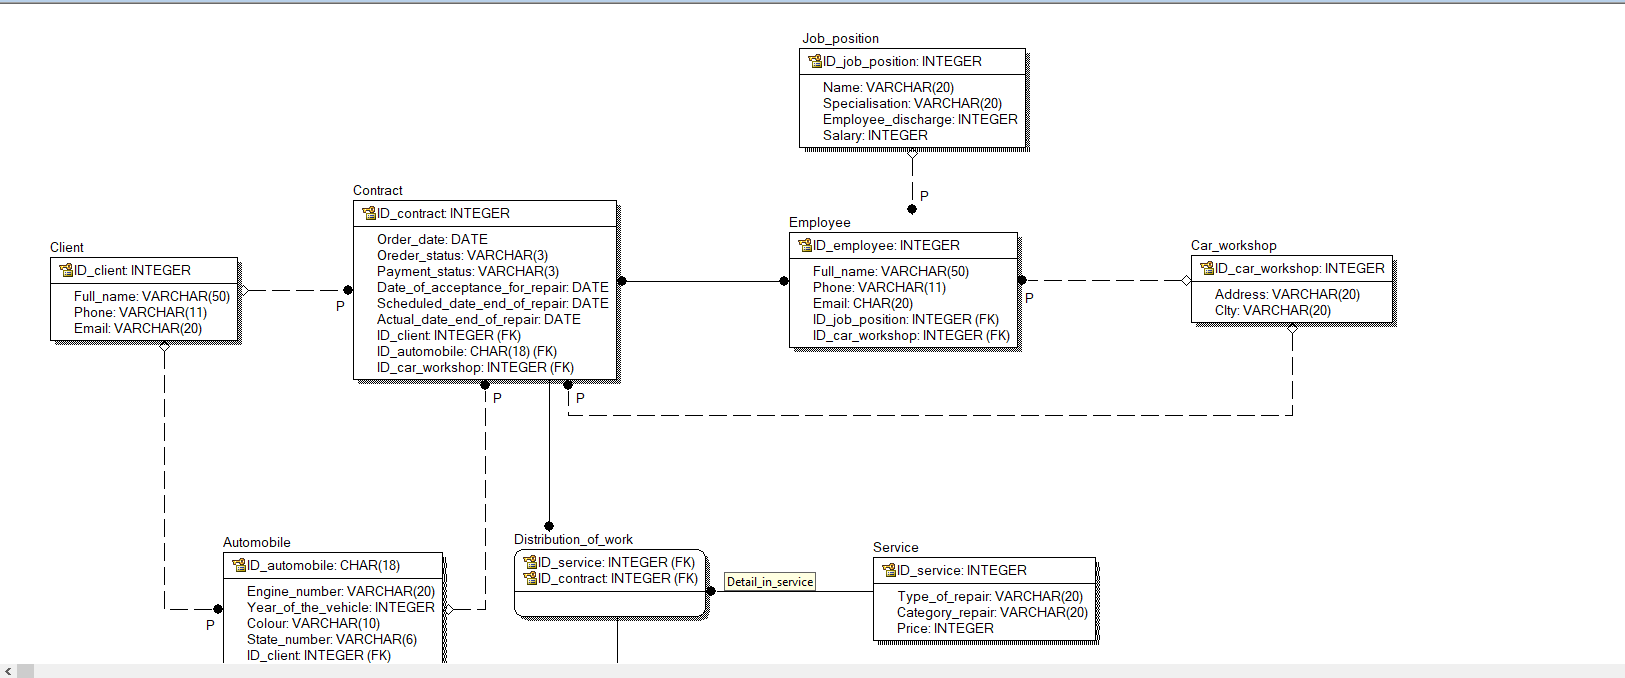 Job_position
ID_job_position: INTEGER
Name: VARCHAR(20)
Specialisation: VARCHAR(20)
Employee_discharge: INTEGER
Salary: INTEGER
P
Contract
ID_contract: INTEGER
Order_date: DATE
Oreder_status: VARCHAR(3)
Payment_status: VARCHAR(3)
Date_of_acceptance_for_repair: DATE
Scheduled_date_end_of_repair: DATE
Actual_date_end_of_repair: DATE
ID_client: INTEGER (FK)
ID_automobile: CHAR(18) (FK)
ID_car_workshop: INTEGER (FK)
P
P
Employee
ID_employee: INTEGER
Full_name: VARCHAR(50)
Phone: VARCHAR(11)
Email: CHAR(20)
ID_job_position: INTEGER (FK)
ID_car_workshop: INTEGER (FK)
P
Car_workshop
ID_car_workshop: INTEGER
Address: VARCHAR(20)
CIty: VARCHAR(20)
Client
ID_client: INTEGER
Full_name: VARCHAR(50)
Phone: VARCHAR(11)
Email: VARCHAR(20)
P
Automobile
ID_automobile: CHAR(18)
Engine_number: VARCHAR(20)
Year_of_the_vehicle: INTEGER
Colour: VARCHAR(10)
State_number: VARCHAR(6)
ID_client: INTEGER (FK)
P
Distribution_of_work
ID_service: INTEGER (FK)
ID_contract: INTEGER (FK)
Detail_in_service
Service
ID_service: INTEGER
Type_of_repair: VARCHAR(20)
Category_repair: VARCHAR(20)
Price: INTEGER